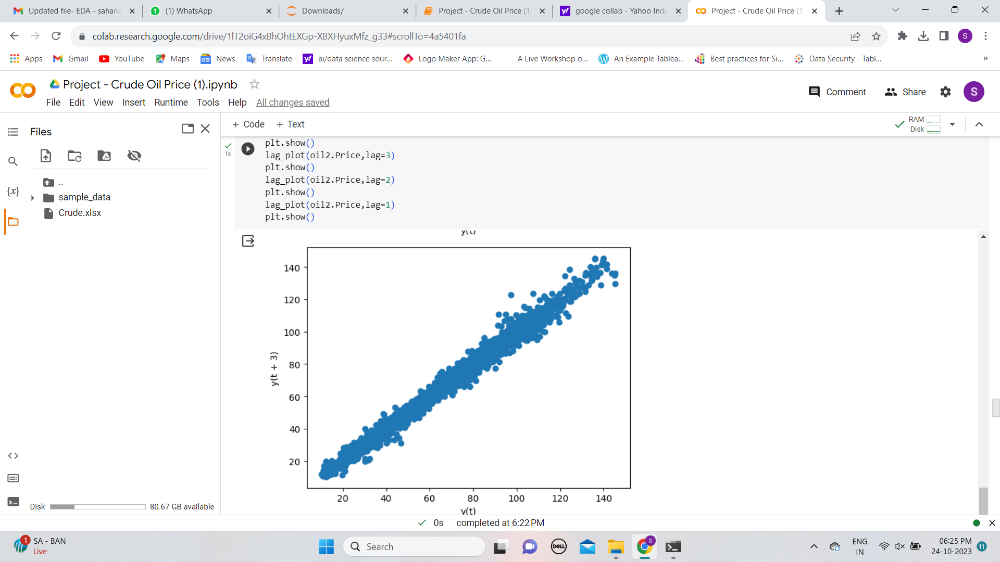 Updated file- EDA - sahana
(1) WhatsApp
Downloads/
Project - Crude Oil Price (1)
google collab - Yahoo Indi
Project - Crude Oil Price (1
colab.research.google.com/drive/1lT2oiG4xBhOhtEXGp-XBXHyuxMfz_g33#scrollTo=4a5401fa
S
Apps
Gmail
YouTube
Maps
News
Translate
ai/data science sour...
Logo Maker App: G...
A Live Workshop o...
An Example Tablea...
Best practices for Si...
Data Security - Tabl...
»
Project - Crude Oil Price (1).ipynb
File Edit View Insert Runtime Tools Help All changes saved
Comment
Share
S
Files
+ Code + Text
RAM
Disk
..
sample_data
Crude.xlsx
{x}
1s
plt.show()
lag_plot(oil2.Price,lag=3)
plt.show()
lag_plot(oil2.Price,lag=2)
plt.show()
lag_plot(oil2.Price,lag=1)
plt.show()
y(t)
140
120
100
80
60
40
20
y(t + 3)
20 40 60 80 100 120 140
y(t)
Disk
80.67 GB available
0s completed at 6:22 PM
1
SA - BAN
Live
Search
DELL
S
ENG
IN
06:25 PM
24-10-2023
11